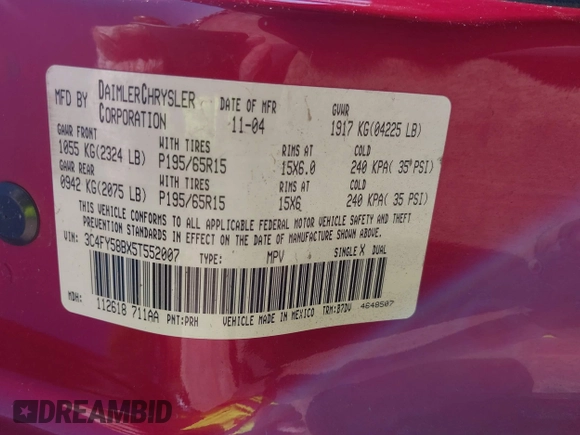 MFD BY DAIMLERCHRYSLER CORPORATION DATE OF MFR 11-04 GVWR 1917 KG(04225 LB)
GAWR FRONT WITH TIRES RIMS AT COLD
1055 KG(2324 LB) P195/65R15 15X6.0 240 KPA( 35 PSI)
GAWR REAR WITH TIRES RIMS AT COLD
0942 KG(2075 LB) P195/65R15 15X6 240 KPA( 35 PSI)
THIS VEHICLE CONFORMS TO ALL APPLICABLE FEDERAL MOTOR VEHICLE SAFETY AND THEFT
PREVENTION STANDARDS IN EFFECT ON THE DATE OF MANUFACTURE SHOWN ABOVE.
VIN: 3C4FY58BX5T552007 TYPE: MPV SINGLE X DUAL
MDH: 112618 711AA PNT:PRH VEHICLE MADE IN MEXICO TRM:B7DV 4648507
DREAMBID